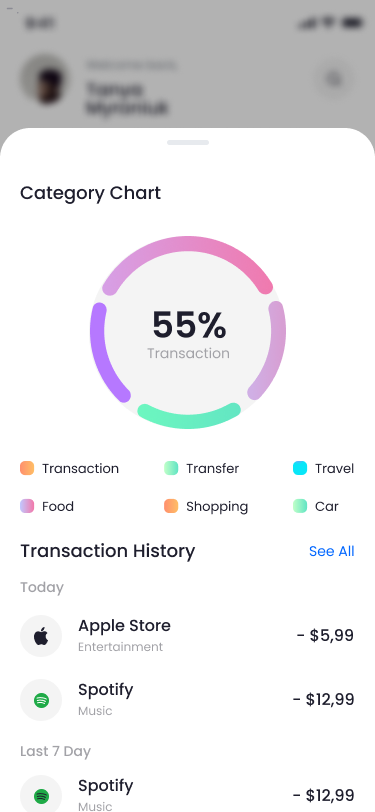 9:41
Welcome back,
Tanya
Myroniuk
Category Chart
55%
Transaction
Transaction
Transfer
Travel
Food
Shopping
Car
Transaction History
See All
Today
Apple Store
- $5,99
Entertainment
Spotify
- $12,99
Music
Last 7 Day
Spotify
- $12,99
Music